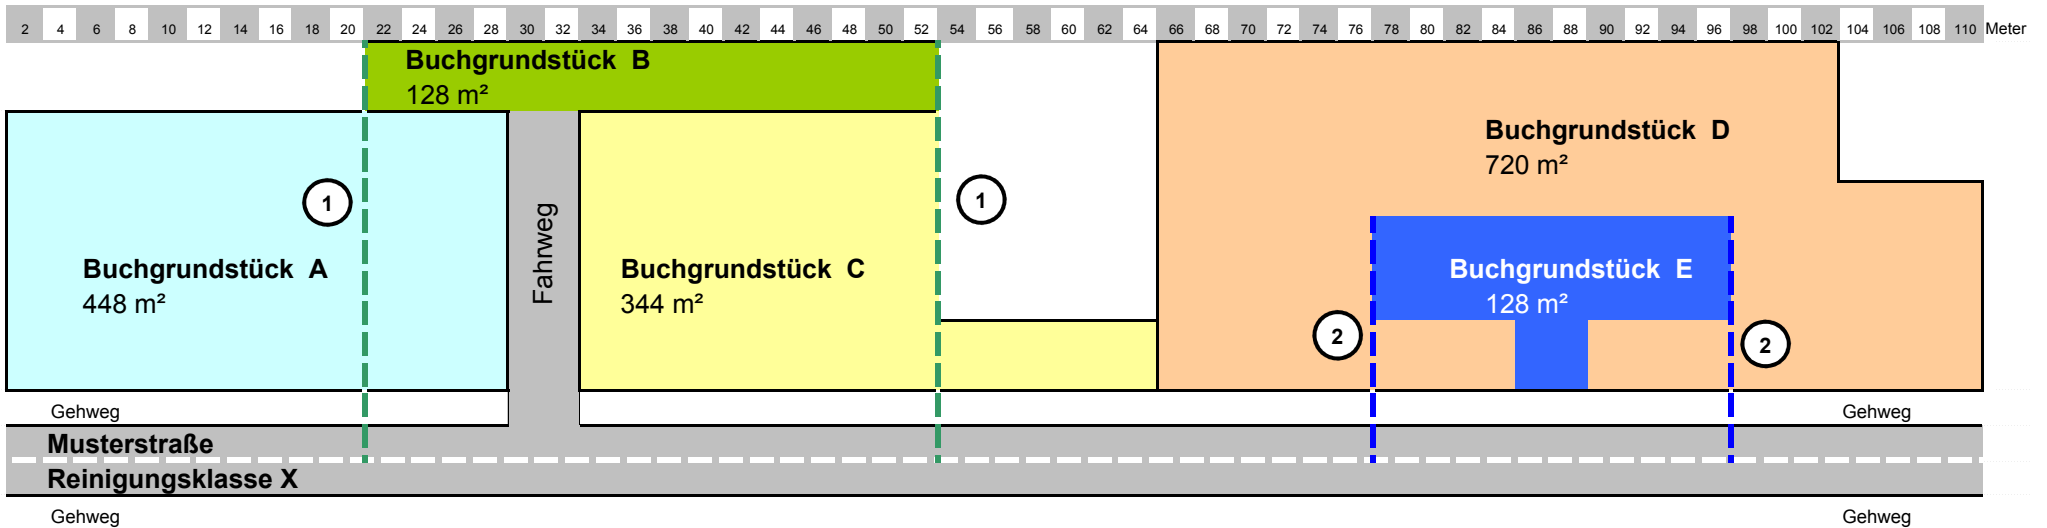 2 4 6 8 10 12 14 16 18 20 22 24 26 28 30 32 34 36 38 40 42 44 46 48 50 52 54 56 58 60 62 64 66 68 70 72 74 76 78 80 82 84 86 88 90 92 94 96 98 100 102 104 106 108 110 Meter
Buchgrundstück B
128 m²
Buchgrundstück D
720 m²
1
1
Fahrweg
Buchgrundstück A
448 m²
Buchgrundstück C
344 m²
Buchgrundstück E
128 m²
2
2
Gehweg
Gehweg
Musterstraße
Reinigungsklasse X
Gehweg
Gehweg